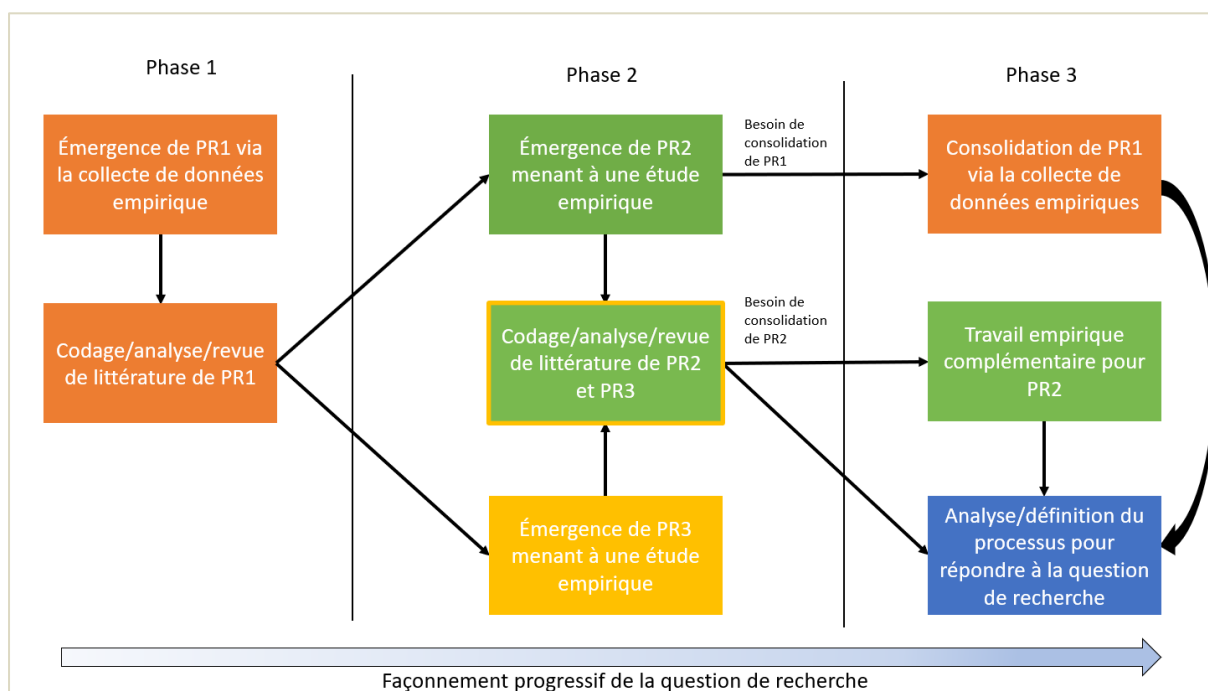 Phase 1
Phase 2
Phase 3
Émergence de PR1 via
la collecte de données
empirique
Émergence de PR2
menant à une étude
empirique
Besoin de
consolidation
de PR1
Consolidation de PR1
via la collecte de
données empiriques
Codage/analyse/revue
de littérature de PR1
Codage/analyse/revue
de littérature de PR2
et PR3
Besoin de
consolidation
de PR2
Travail empirique
complémentaire pour
PR2
Émergence de PR3
menant à une étude
empirique
Analyse/définition du
processus pour
répondre à la question
de recherche
Façonnement progressif de la question de recherche